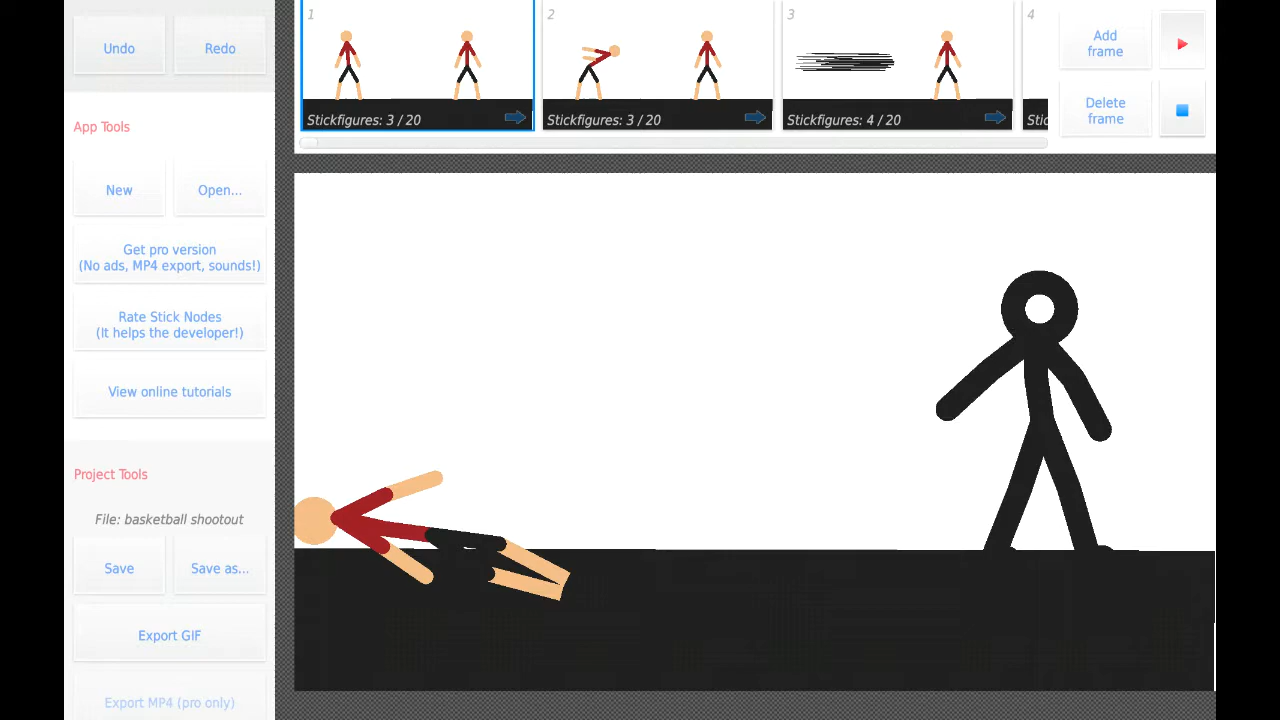 Undo
Redo
App Tools
New
Open...
Get pro version
(No ads, MP4 export, sounds!)
Rate Stick Nodes
(It helps the developer!)
View online tutorials
Project Tools
File: basketball shootout
Save
Save as...
Export GIF
Export MP4 (pro only)
1
Stickfigures: 3 / 20
2
Stickfigures: 3 / 20
3
Stickfigures: 4 / 20
4
Stic
Add
frame
Delete
frame